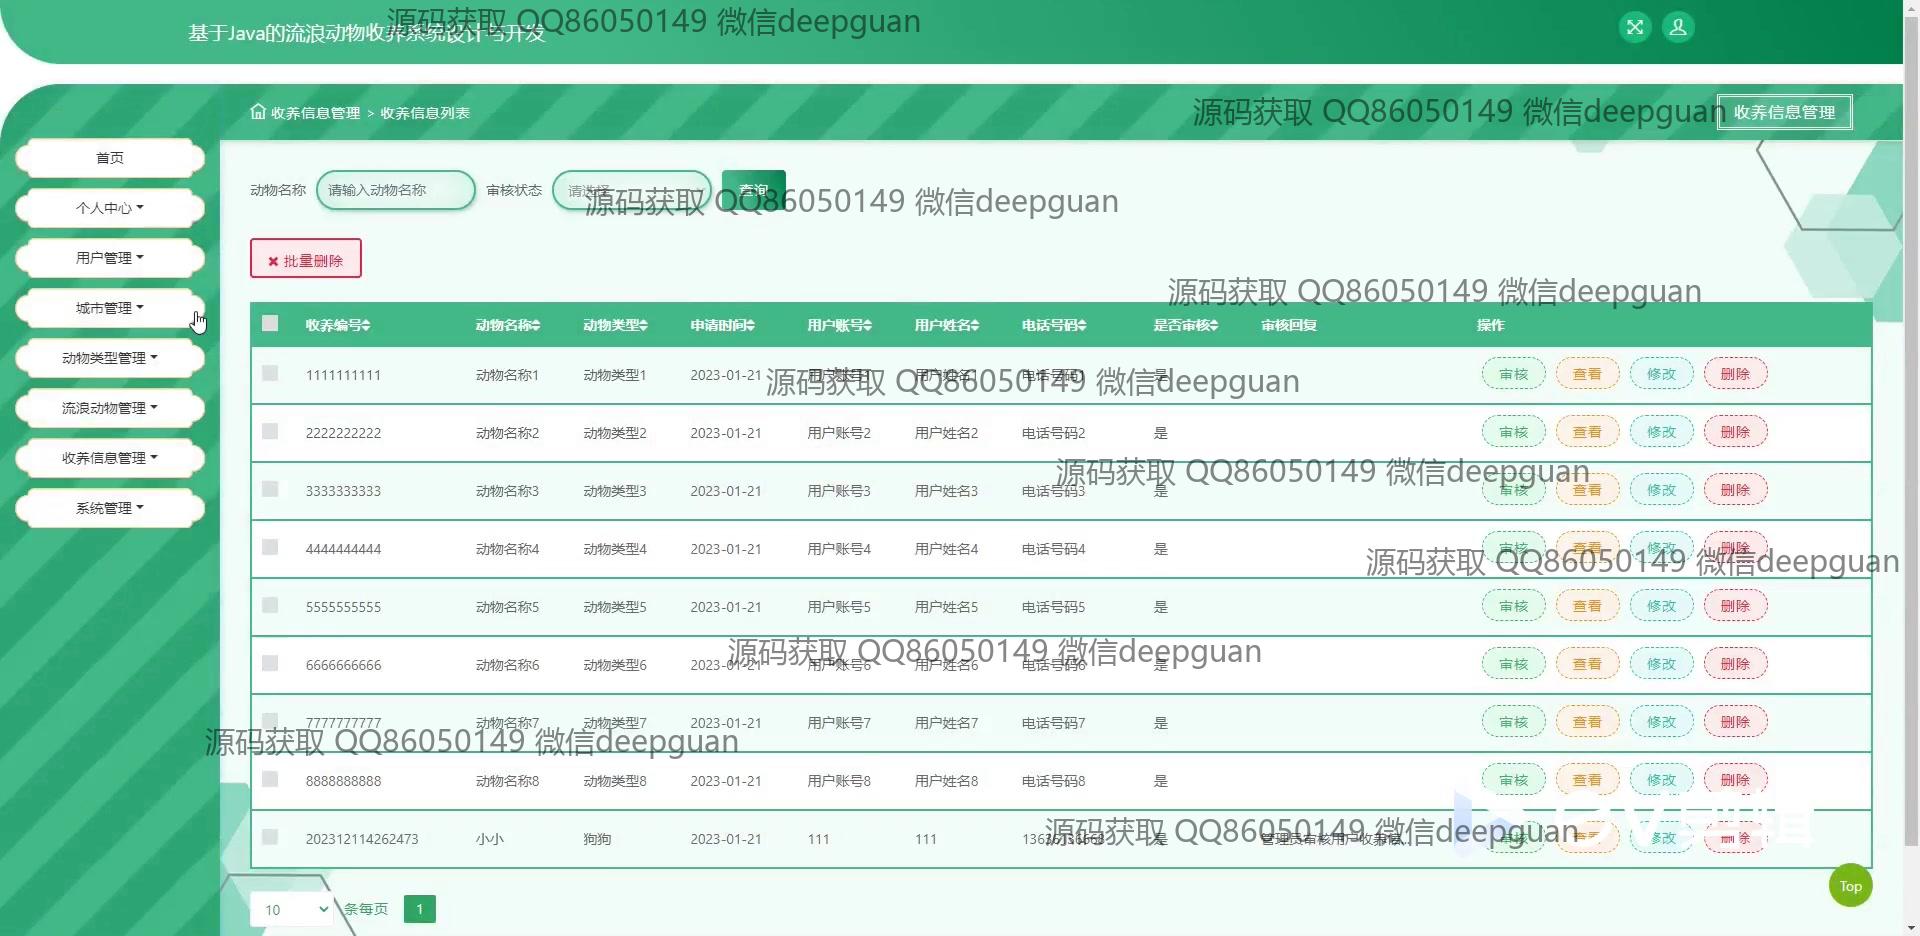 基于Java的流浪动物收养系统设计与开发
源码获取 QQ86050149 微信deepguan
收养信息管理 > 收养信息列表
源码获取 QQ86050149 微信deepguan
收养信息管理
首页
个人中心
用户管理
城市管理
动物类型管理
流浪动物管理
收养信息管理
系统管理
动物名称 请输入动物名称 审核状态 请选择 查询
源码获取 QQ86050149 微信deepguan
批量删除
源码获取 QQ86050149 微信deepguan
收养编号 动物名称 动物类型 申请时间 用户账号 用户姓名 电话号码 是否审核 审核回复 操作
1111111111 动物名称1 动物类型1 2023-01-21 用户账号1 用户姓名1 电话号码1 是 审核 查看 修改 删除
源码获取 QQ86050149 微信deepguan
2222222222 动物名称2 动物类型2 2023-01-21 用户账号2 用户姓名2 电话号码2 是 审核 查看 修改 删除
源码获取 QQ86050149 微信deepguan
3333333333 动物名称3 动物类型3 2023-01-21 用户账号3 用户姓名3 电话号码3 是 审核 查看 修改 删除
4444444444 动物名称4 动物类型4 2023-01-21 用户账号4 用户姓名4 电话号码4 是 审核 查看 修改 删除
源码获取 QQ86050149 微信deepguan
5555555555 动物名称5 动物类型5 2023-01-21 用户账号5 用户姓名5 电话号码5 是 审核 查看 修改 删除
源码获取 QQ86050149 微信deepguan
6666666666 动物名称6 动物类型6 2023-01-21 用户账号6 用户姓名6 电话号码6 是 审核 查看 修改 删除
7777777777 动物名称7 动物类型7 2023-01-21 用户账号7 用户姓名7 电话号码7 是 审核 查看 修改 删除
源码获取 QQ86050149 微信deepguan
8888888888 动物名称8 动物类型8 2023-01-21 用户账号8 用户姓名8 电话号码8 是 审核 查看 修改 删除
202312114262473 小小 狗狗 2023-01-21 111 111 是 管理员审核用户收养信 审核 查看 修改 删除
源码获取 QQ86050149 微信deepguan
Top
10 条每页 1